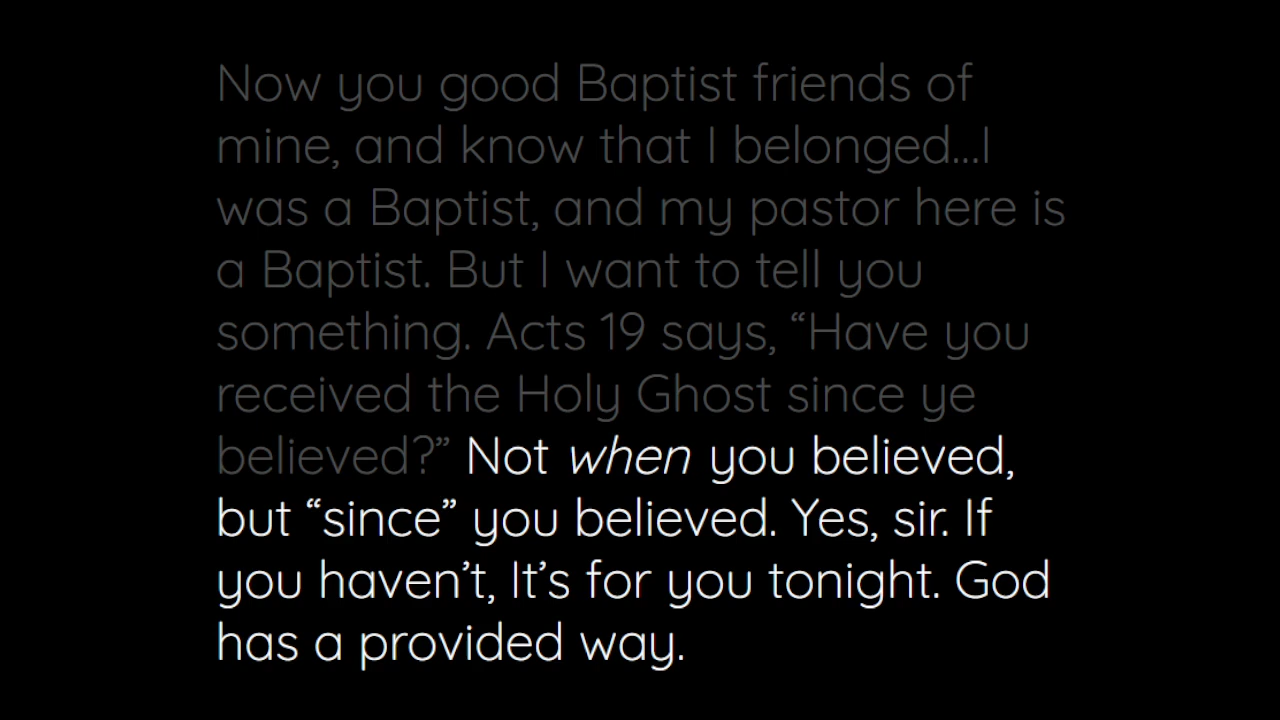 Now you good Baptist friends of
mine, and know that I belonged...I
was a Baptist, and my pastor here is
a Baptist. But I want to tell you
something. Acts 19 says, “Have you
received the Holy Ghost since ye
believed?” Not when you believed,
but “since” you believed. Yes, sir. If
you haven’t, It’s for you tonight. God
has a provided way.